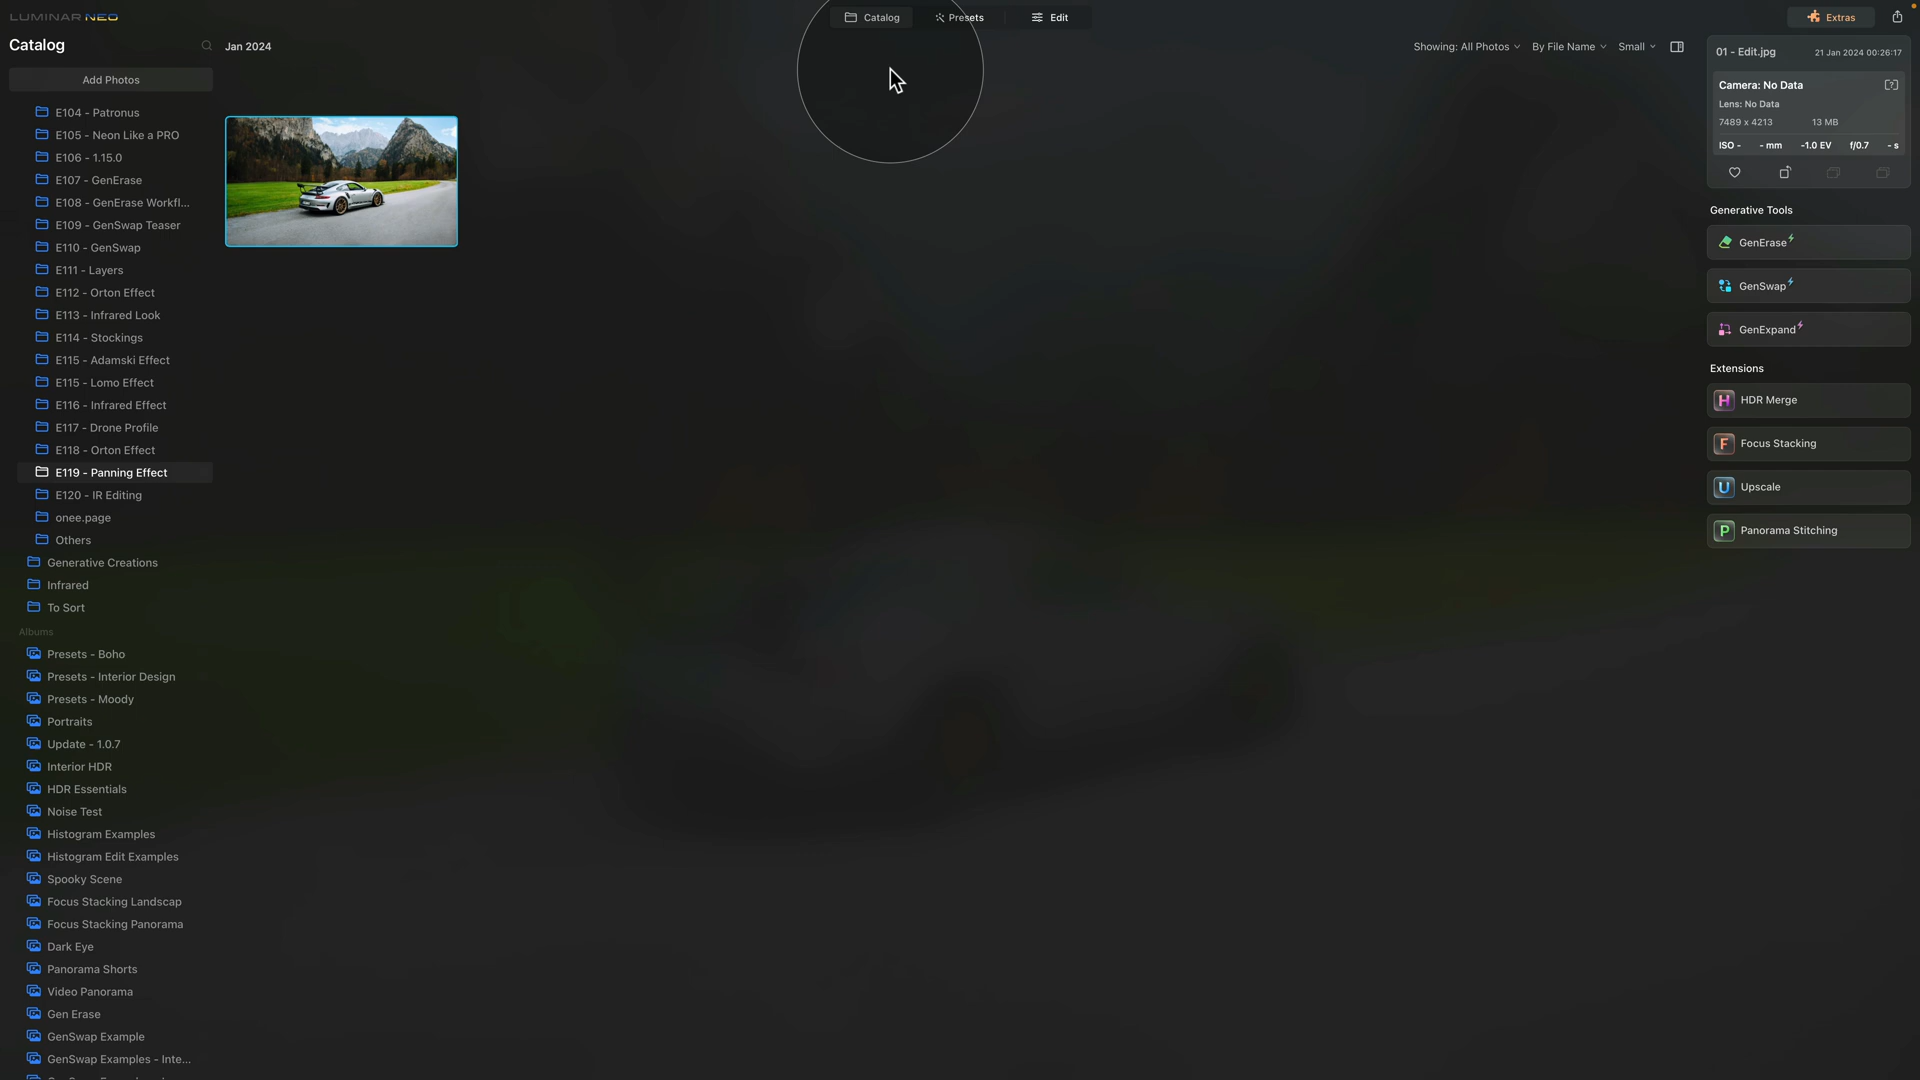 LUMINAR NEO
Catalog
Presets
Edit
Extras
Catalog
Jan 2024
Showing: All Photos
By File Name
Small
Add Photos
E104 - Patronus
E105 - Neon Like a PRO
E106 - 1.15.0
E107 - GenErase
E108 - GenErase Workfl...
E109 - GenSwap Teaser
E110 - GenSwap
E111 - Layers
E112 - Orton Effect
E113 - Infrared Look
E114 - Stockings
E115 - Adamski Effect
E115 - Lomo Effect
E116 - Infrared Effect
E117 - Drone Profile
E118 - Orton Effect
E119 - Panning Effect
E120 - IR Editing
onee.page
Others
Generative Creations
Infrared
To Sort
Albums
Presets - Boho
Presets - Interior Design
Presets - Moody
Portraits
Update - 1.0.7
Interior HDR
HDR Essentials
Noise Test
Histogram Examples
Histogram Edit Examples
Spooky Scene
Focus Stacking Landscap
Focus Stacking Panorama
Dark Eye
Panorama Shorts
Video Panorama
Gen Erase
GenSwap Example
GenSwap Examples - Inte...
01 - Edit.jpg
21 Jan 2024 00:26:17
Camera: No Data
Lens: No Data
7489 x 4213
13 MB
ISO -
- mm
-1.0 EV
f/0.7
- s
Generative Tools
GenErase
GenSwap
GenExpand
Extensions
H HDR Merge
F Focus Stacking
U Upscale
P Panorama Stitching